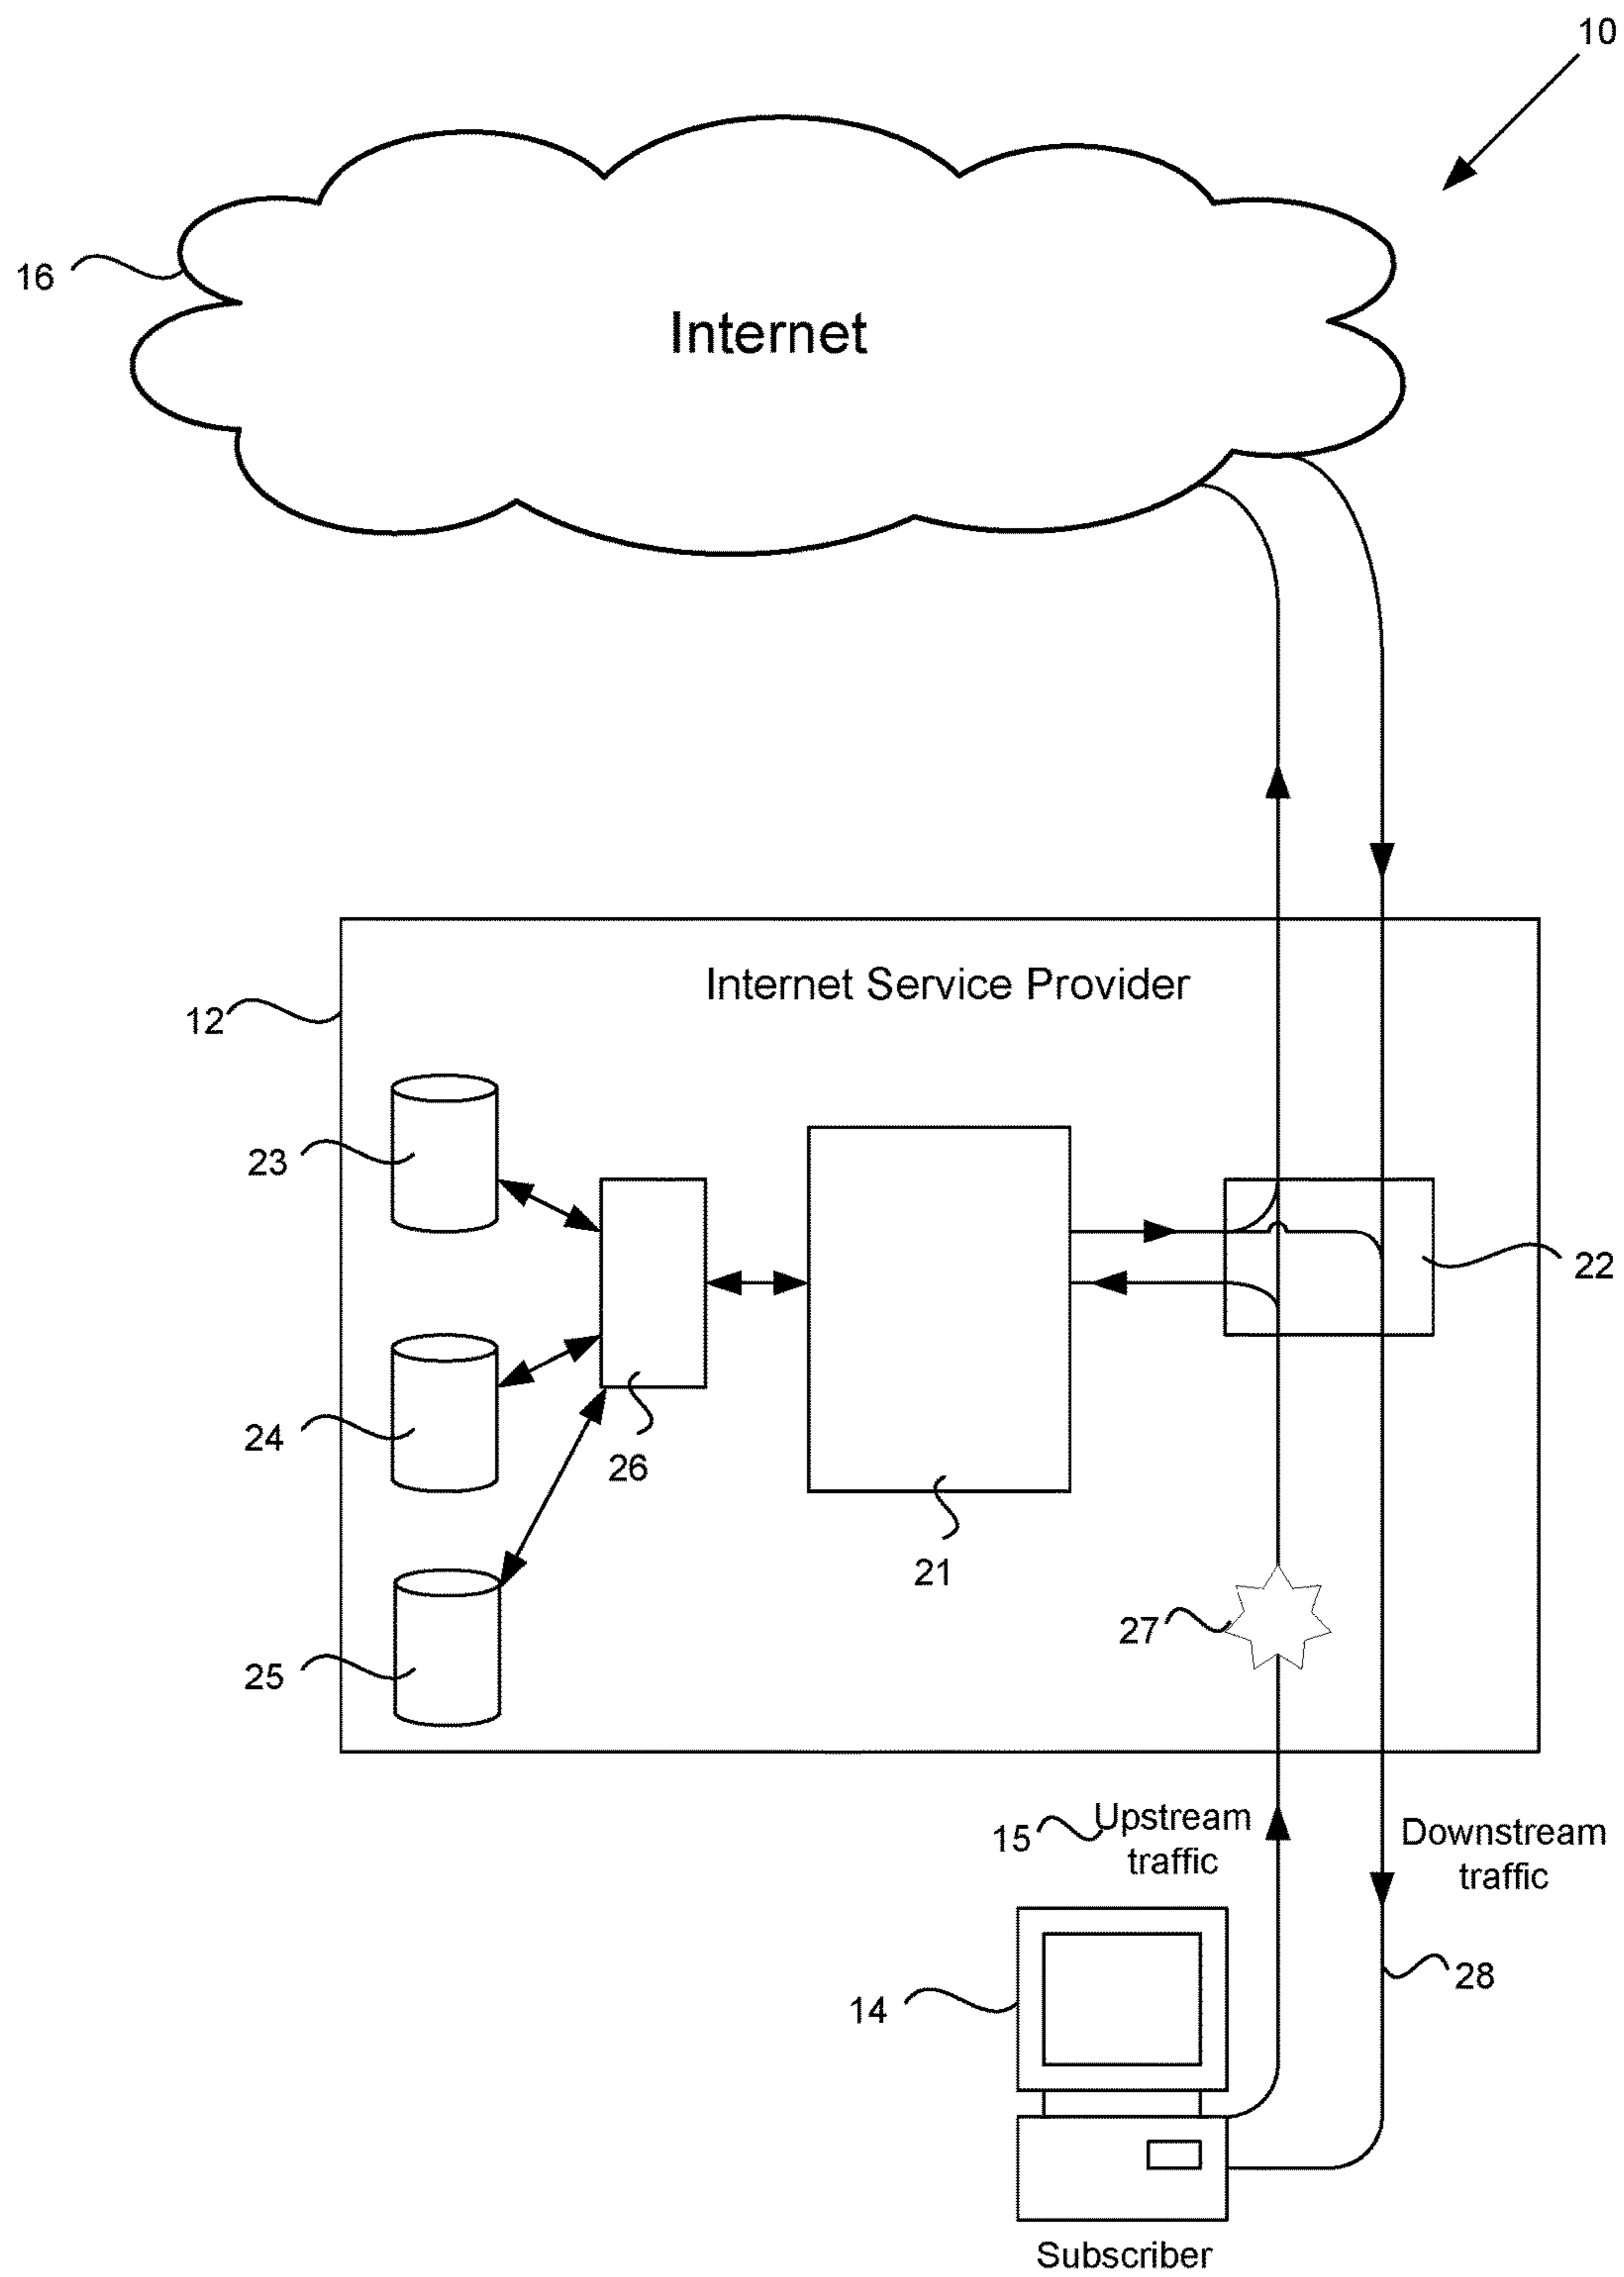 10
16
Internet
Internet Service Provider
12
23
22
24
26
21
27
25
15
Upstream
traffic
Downstream
traffic
28
14
Subscriber